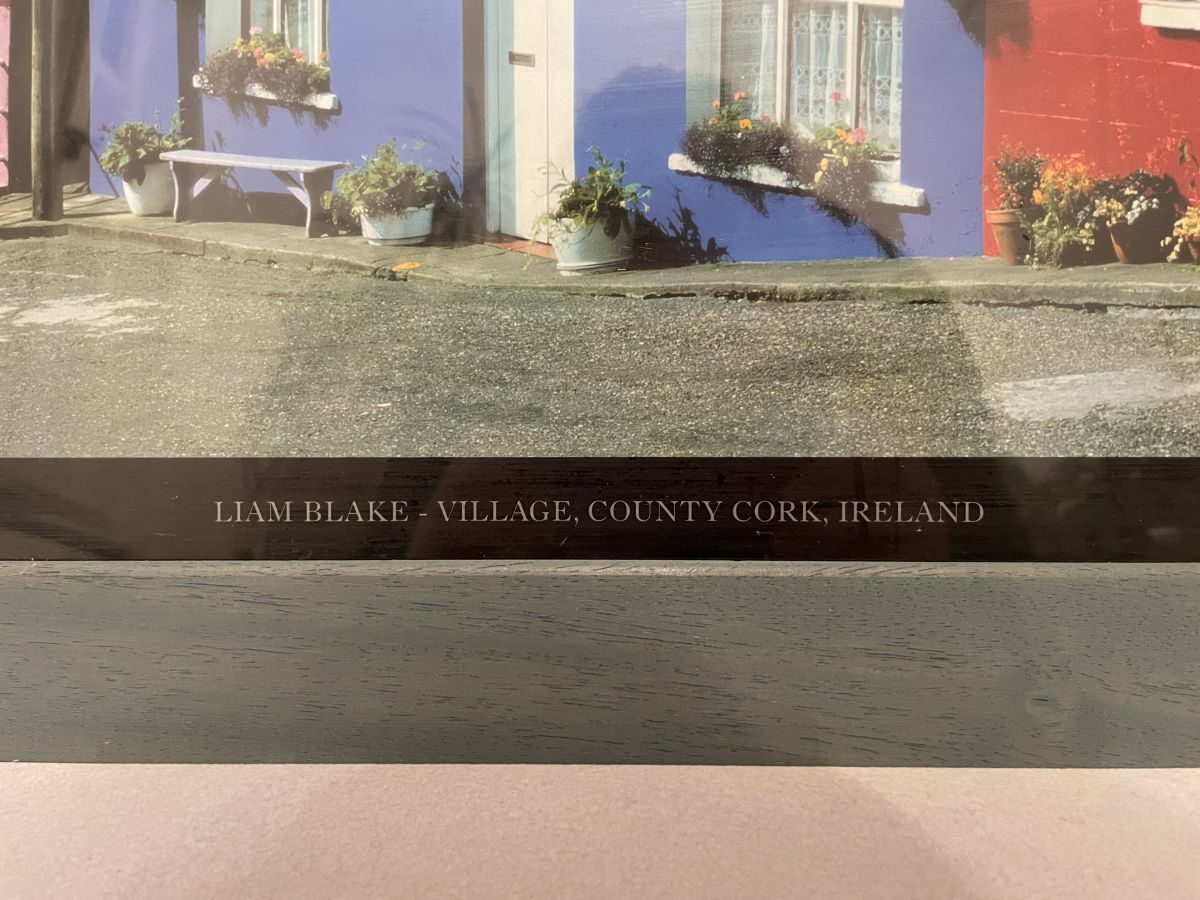 LIAM BLAKE - VILLAGE, COUNTY CORK, IRELAND